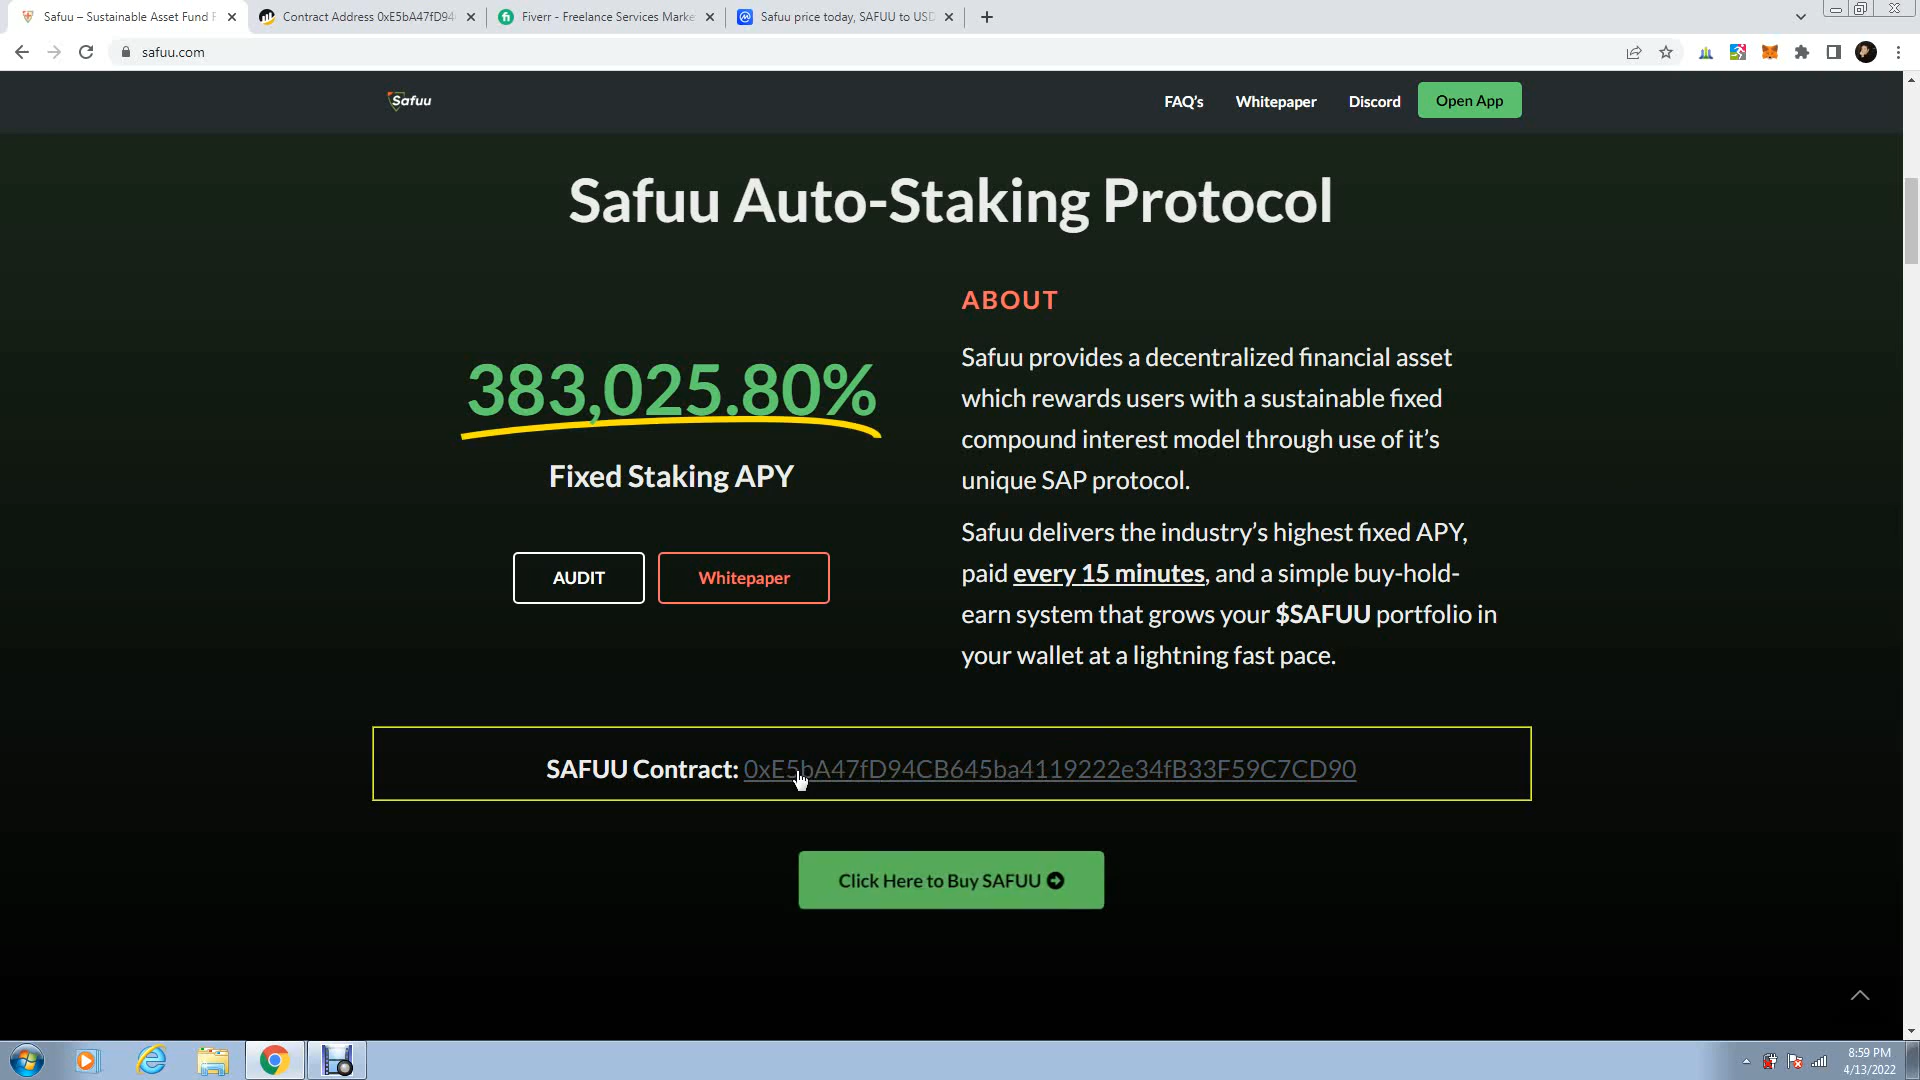 Safuu – Sustainable Asset Fund F
Contract Address 0xE5bA47fD94
Fiverr - Freelance Services Marke
Safuu price today, SAFUU to USD
safuu.com
Safuu
FAQ's
Whitepaper
Discord
Open App
Safuu Auto-Staking Protocol
383,025.80%
Fixed Staking APY
AUDIT
Whitepaper
ABOUT
Safuu provides a decentralized financial asset
which rewards users with a sustainable fixed
compound interest model through use of it's
unique SAP protocol.
Safuu delivers the industry's highest fixed APY,
paid every 15 minutes, and a simple buy-hold-
earn system that grows your $SAFUU portfolio in
your wallet at a lightning fast pace.
SAFUU Contract: 0xE5bA47fD94CB645ba4119222e34fB33F59C7CD90
Click Here to Buy SAFUU
8:59 PM
4/13/2022